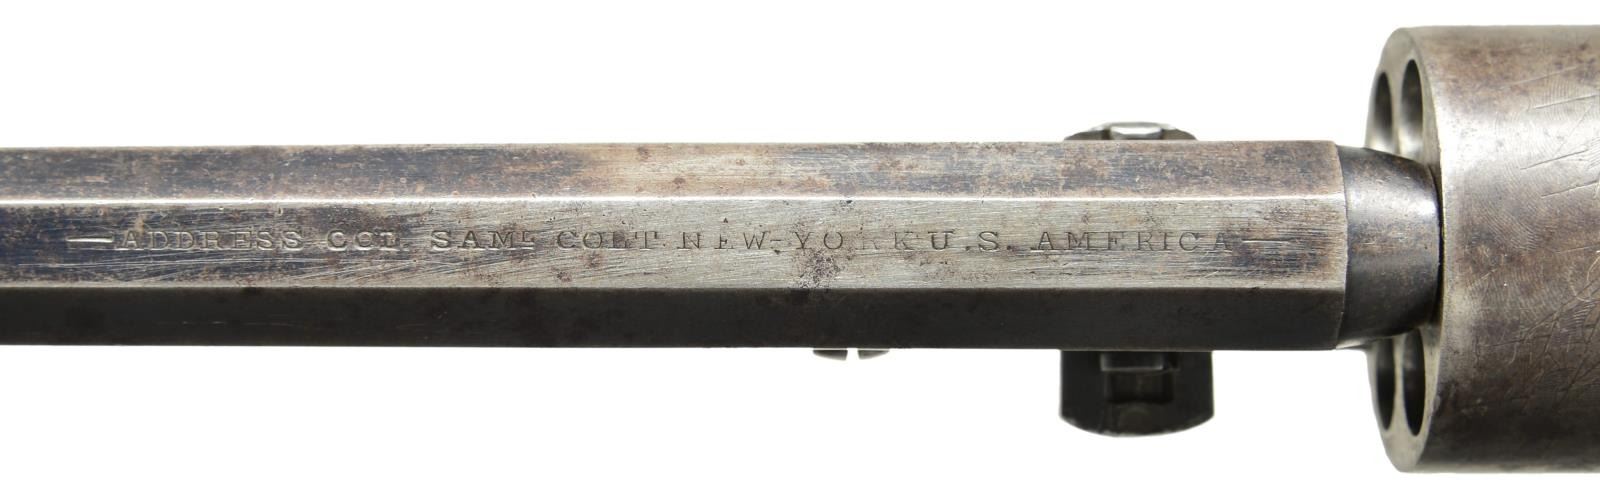 —ADDRESS COL. SAMᴸ COLT. NEW-YORK U.S. AMERICA—